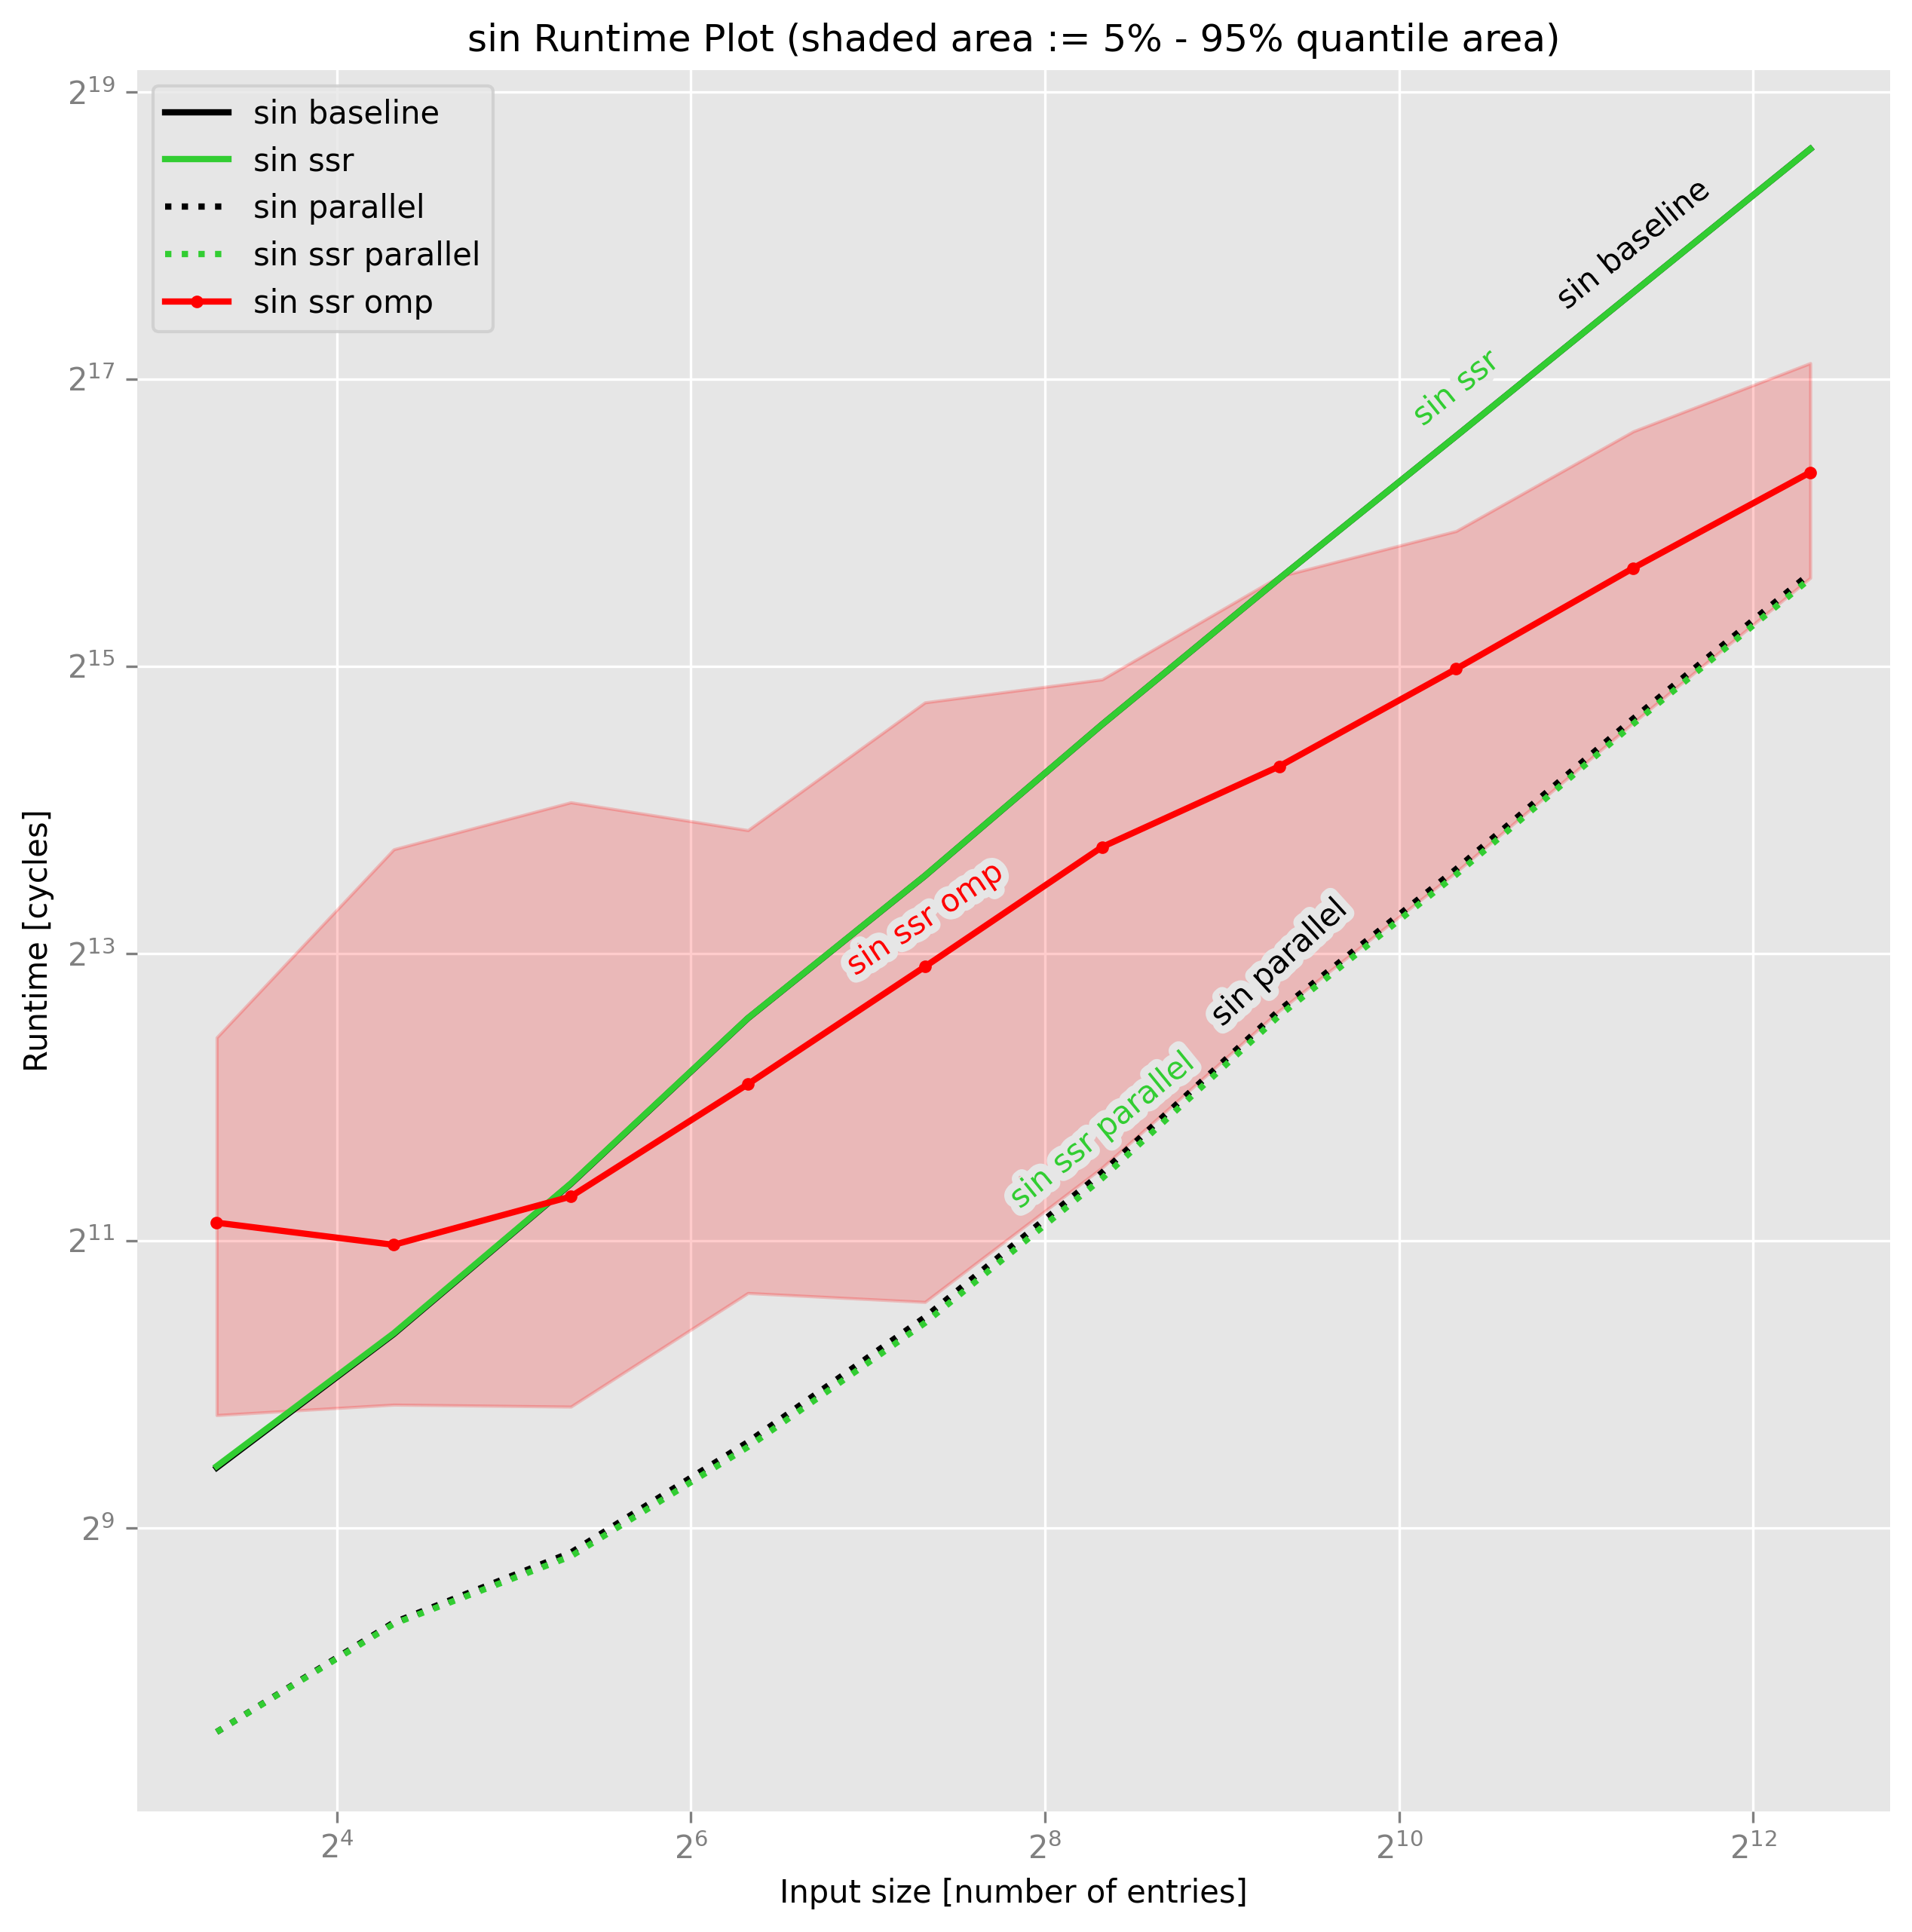 sin Runtime Plot (shaded area := 5% - 95% quantile area)
2^19
2^17
2^15
2^13
2^11
2^9
Runtime [cycles]
sin baseline
sin ssr
sin parallel
sin ssr parallel
sin ssr omp
sin baseline
sin ssr
sin ssr omp
sin parallel
sin ssr parallel
2^4 2^6 2^8 2^10 2^12
Input size [number of entries]